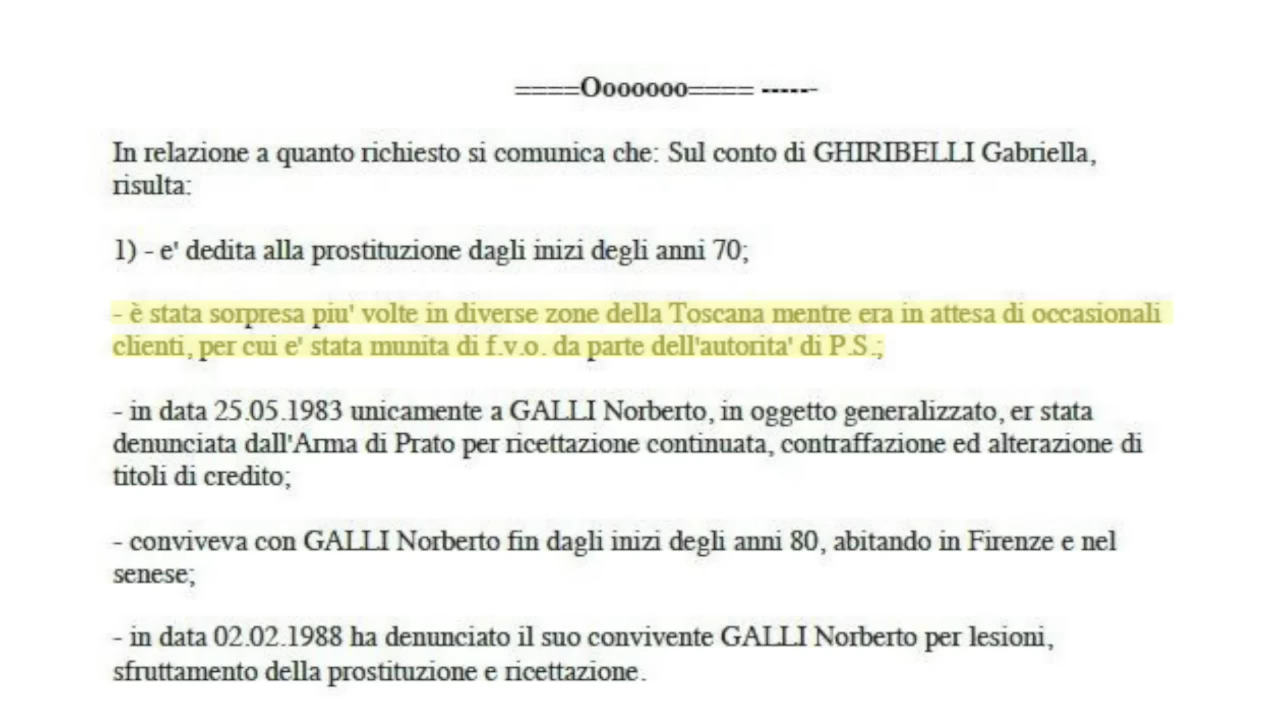 ====Ooooooo==== ------
In relazione a quanto richiesto si comunica che: Sul conto di GHIRIBELLI Gabriella,
risulta:
1) - e' dedita alla prostituzione dagli inizi degli anni 70;
- è stata sorpresa piu' volte in diverse zone della Toscana mentre era in attesa di occasionali
clienti, per cui e' stata munita di f.v.o. da parte dell'autorita' di P.S.;
- in data 25.05.1983 unicamente a GALLI Norberto, in oggetto generalizzato, er stata
denunciata dall'Arma di Prato per ricettazione continuata, contraffazione ed alterazione di
titoli di credito;
- conviveva con GALLI Norberto fin dagli inizi degli anni 80, abitando in Firenze e nel
senese;
- in data 02.02.1988 ha denunciato il suo convivente GALLI Norberto per lesioni,
sfruttamento della prostituzione e ricettazione.